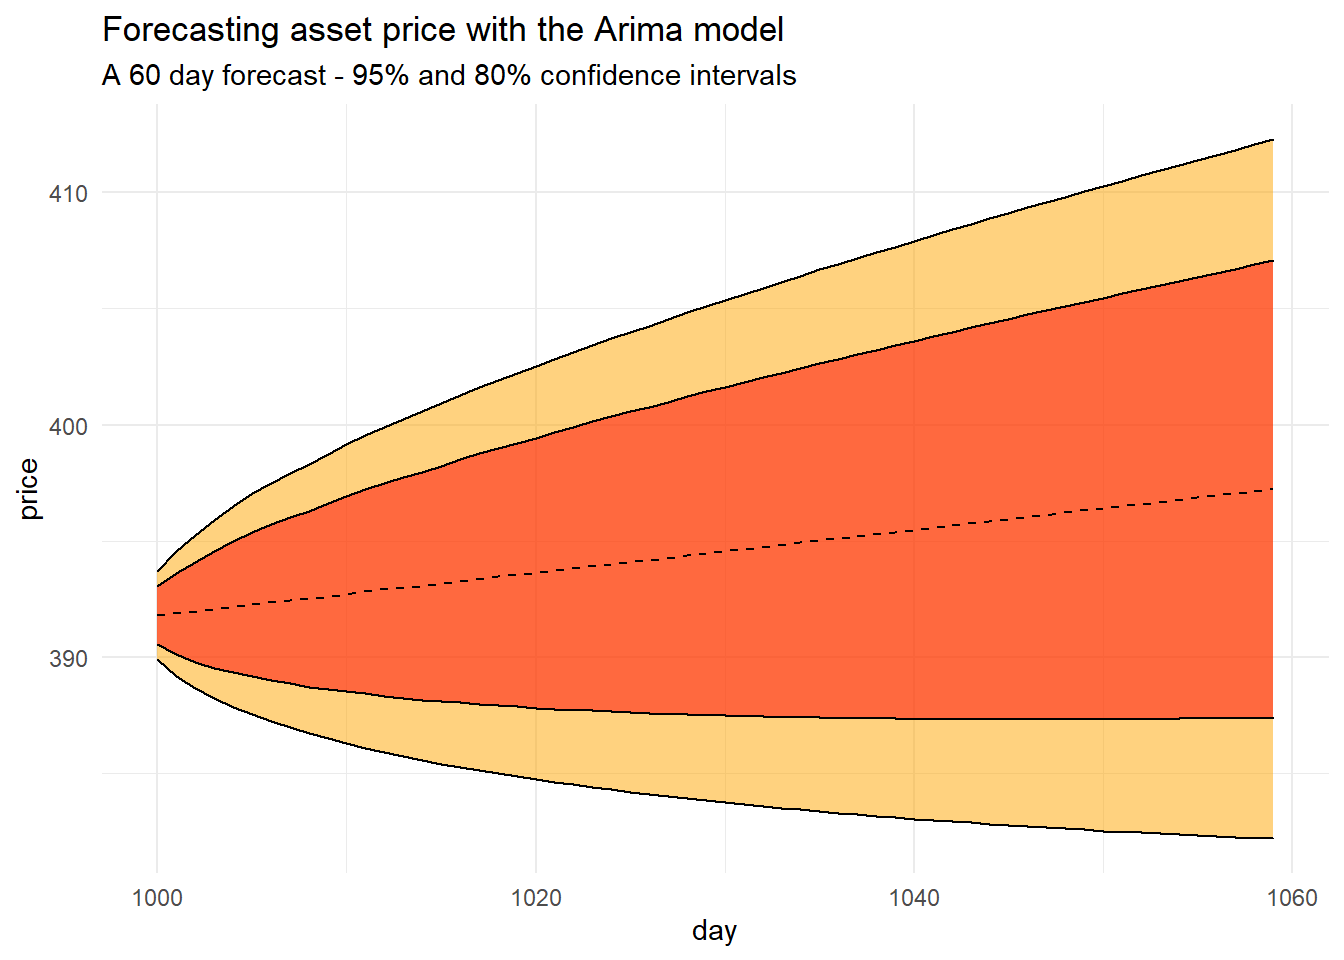 Forecasting asset price with the Arima model
A 60 day forecast - 95% and 80% confidence intervals
410
400
390
price
1000
1020
1040
1060
day